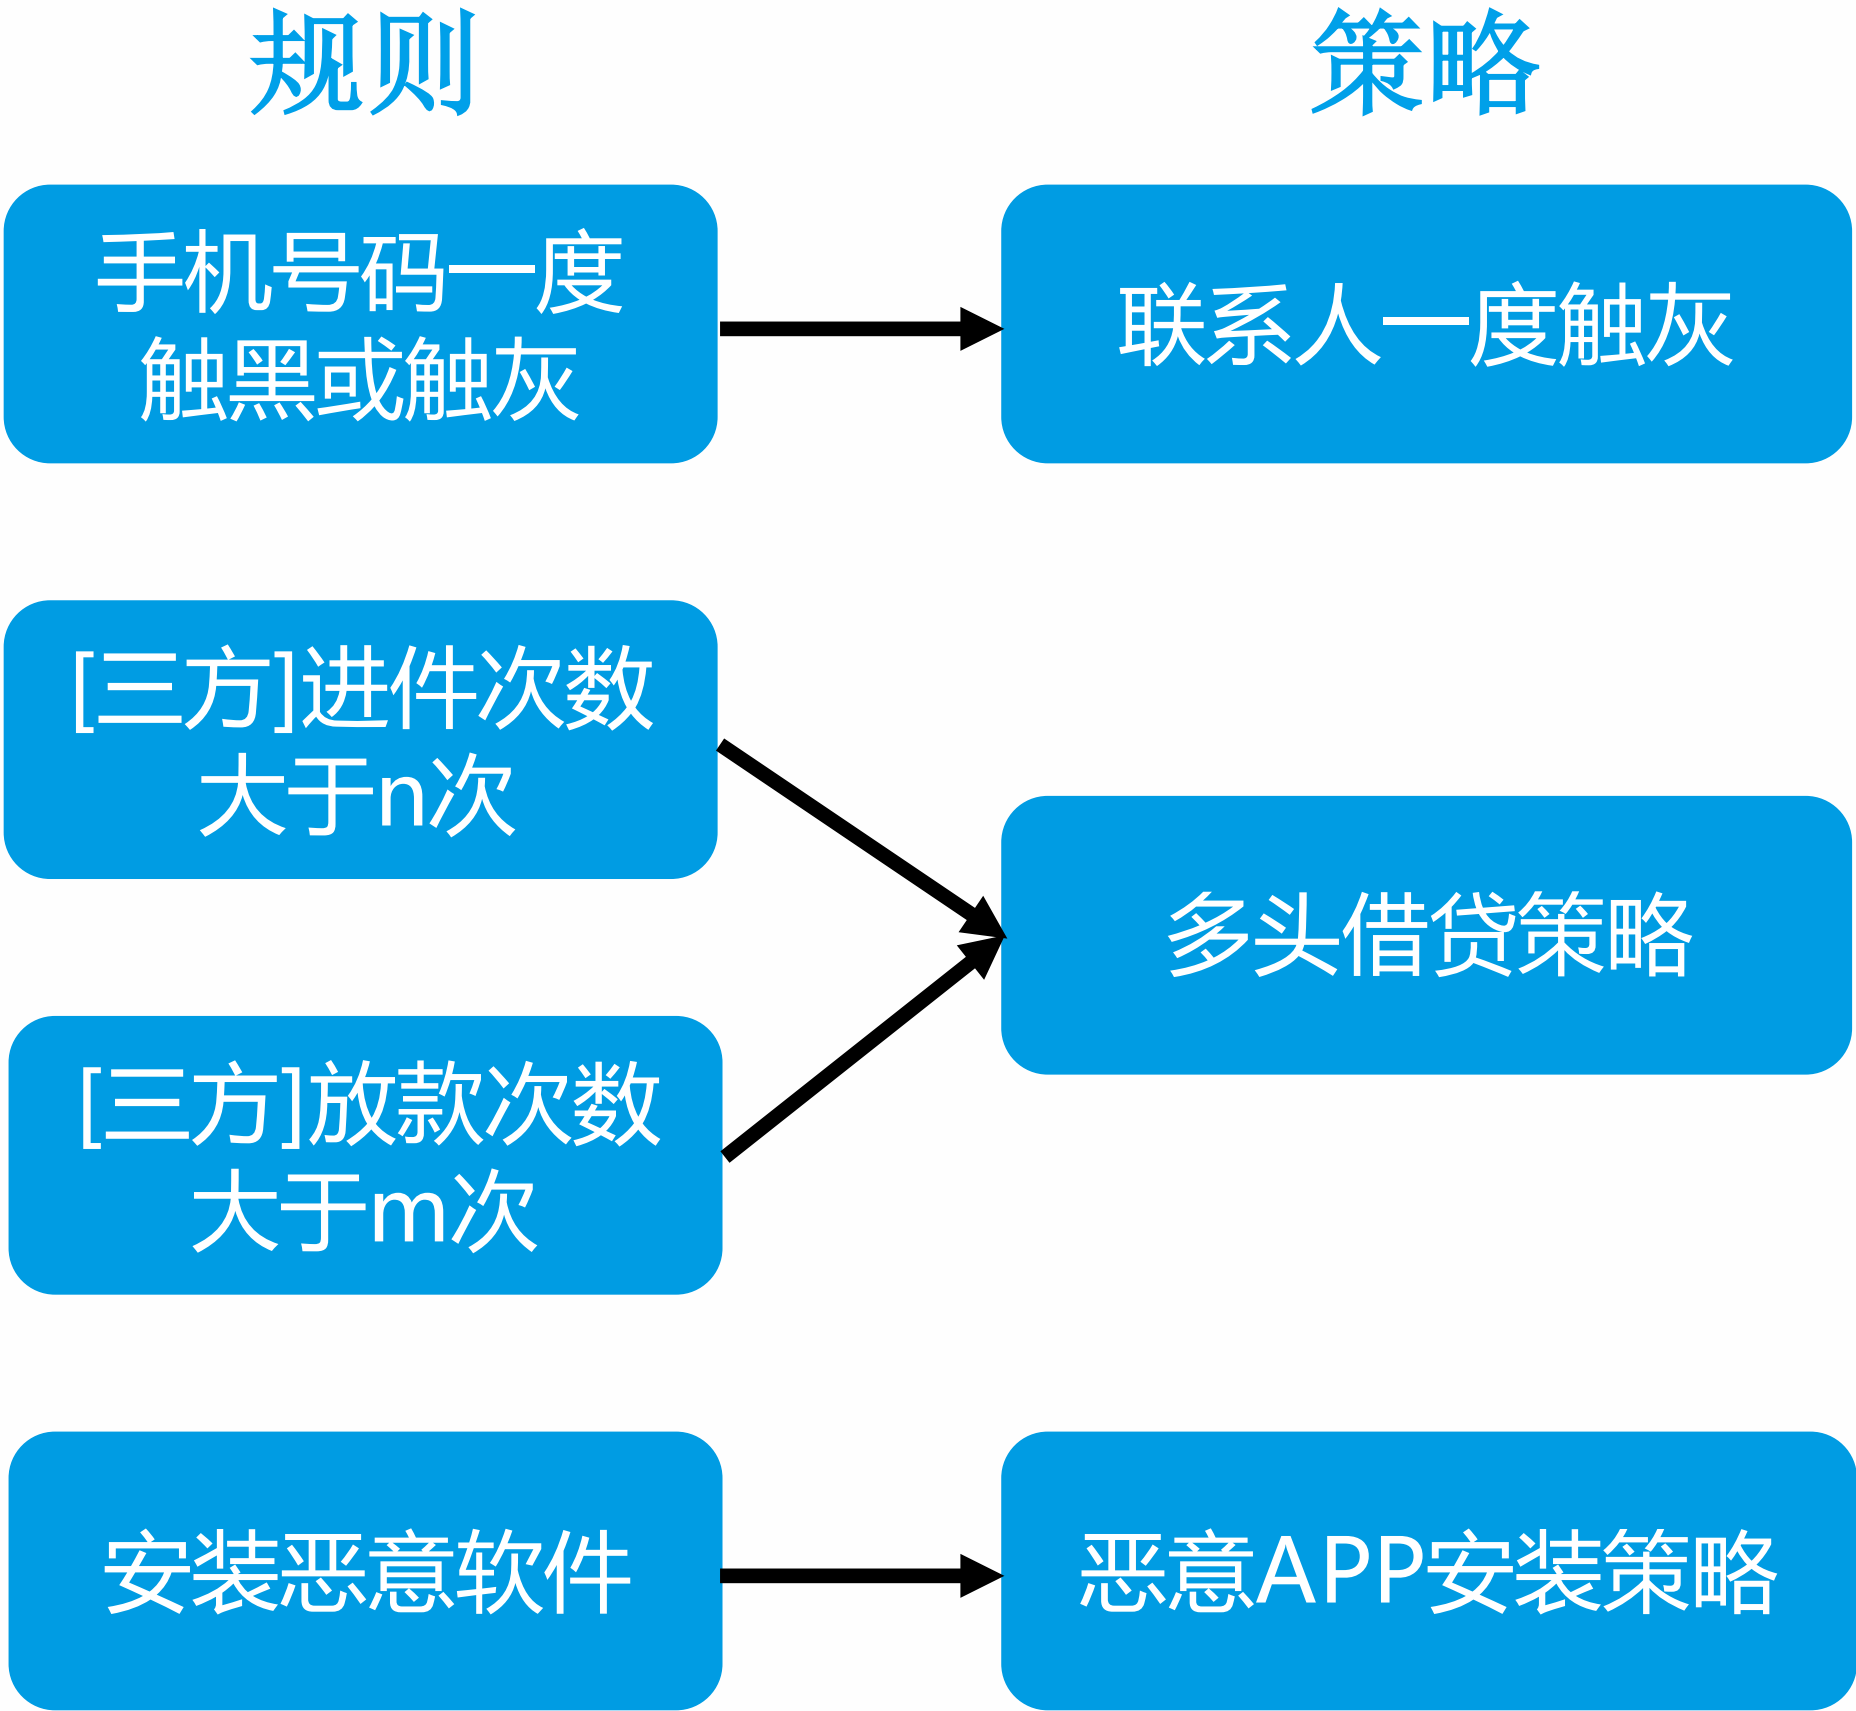 规则
策略
手机号码一度
触黑或触灰
联系人一度触灰
[三方]进件次数
大于n次
多头借贷策略
[三方]放款次数
大于m次
安装恶意软件
恶意APP安装策略